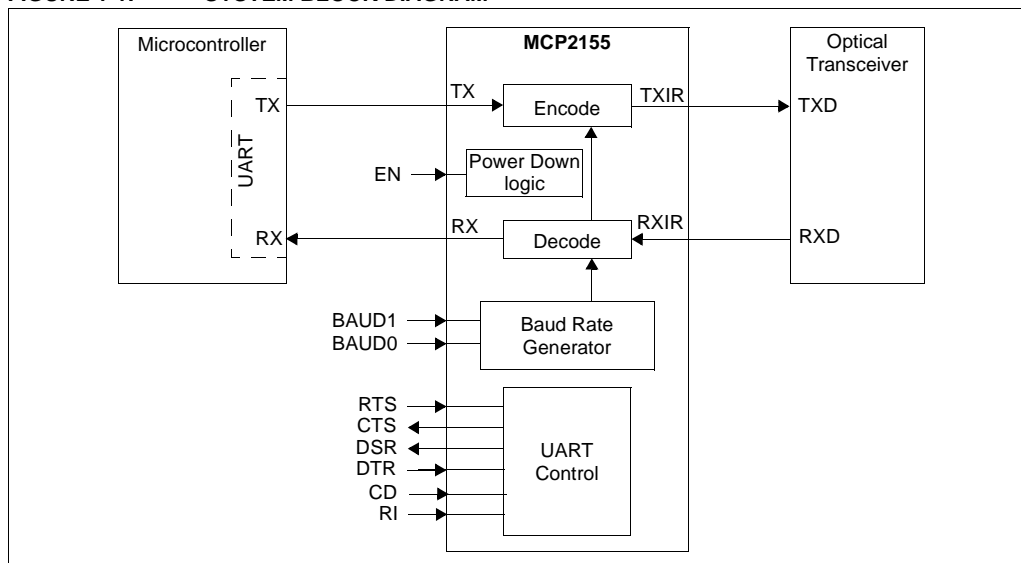 Microcontroller
MCP2155
Optical
Transceiver
TX
TX
Encode
TXIR
TXD
UART
EN
Power Down
logic
RX
RX
Decode
RXIR
RXD
BAUD1
BAUD0
Baud Rate
Generator
RTS
CTS
DSR
DTR
CD
RI
UART
Control